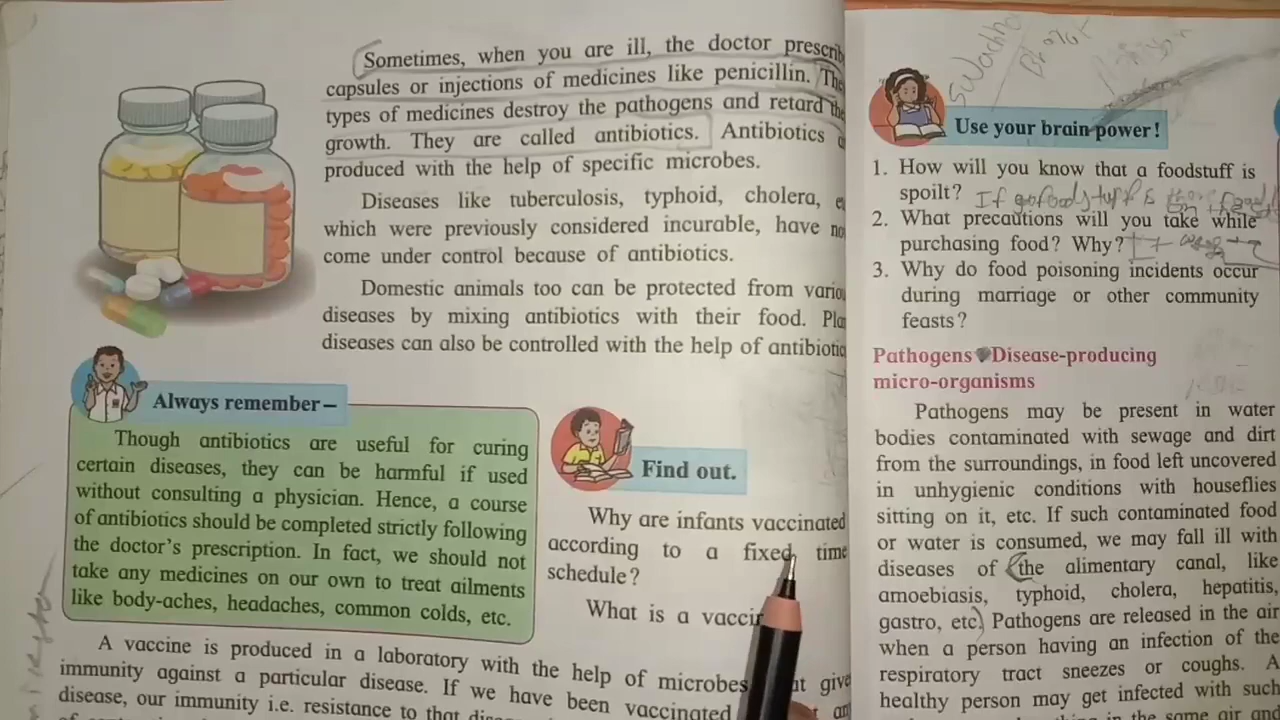 Sometimes, when you are ill, the doctor prescrib
capsules or injections of medicines like penicillin. The
types of medicines destroy the pathogens and retard the
growth. They are called antibiotics. Antibiotics a
produced with the help of specific microbes.
Diseases like tuberculosis, typhoid, cholera, e
which were previously considered incurable, have no
come under control because of antibiotics.
Domestic animals too can be protected from variou
diseases by mixing antibiotics with their food. Pla
diseases can also be controlled with the help of antibiotic
Always remember –
Though antibiotics are useful for curing
certain diseases, they can be harmful if used
without consulting a physician. Hence, a course
of antibiotics should be completed strictly following
the doctor's prescription. In fact, we should not
take any medicines on our own to treat ailments
like body-aches, headaches, common colds, etc.
Find out.
Why are infants vaccinated
according to a fixed time
schedule?
What is a vaccin
A vaccine is produced in a laboratory with the help of microbes at give
immunity against a particular disease. If we have been vaccinated
disease, our immunity i.e. resistance to that
Use your brain power !
1. How will you know that a foodstuff is
spoilt? If foodstuff is
2. What precautions will you take while
purchasing food? Why?
3. Why do food poisoning incidents occur
during marriage or other community
feasts?
Pathogens Disease-producing
micro-organisms
Pathogens may be present in water
bodies contaminated with sewage and dirt
from the surroundings, in food left uncovered
in unhygienic conditions with houseflies
sitting on it, etc. If such contaminated food
or water is consumed, we may fall ill with
diseases of (the alimentary canal, like
amoebiasis, typhoid, cholera, hepatitis,
gastro, etc.) Pathogens are released in the air
when a person having an infection of the
respiratory tract sneezes or coughs. A
healthy person may get infected with such
in the same air and